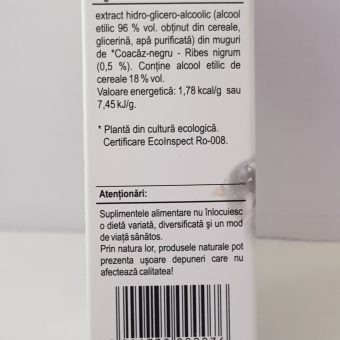 extract hidro-glicero-alcoolic (alcool
etilic 96 % vol. obținut din cereale,
glicerină, apă purificată) din muguri
de *Coacăz-negru - Ribes nigrum
(0,5 %). Conține alcool etilic de
cereale 18 % vol.
Valoare energetică: 1,78 kcal/g sau
7,45 kJ/g.
* Plantă din cultură ecologică.
Certificare EcoInspect Ro-008.
Atenționări:
Suplimentele alimentare nu înlocuiesc
o dietă variată, diversificată și un mod
de viață sănătos.
Prin natura lor, produsele naturale pot
prezenta ușoare depuneri care nu
afectează calitatea!